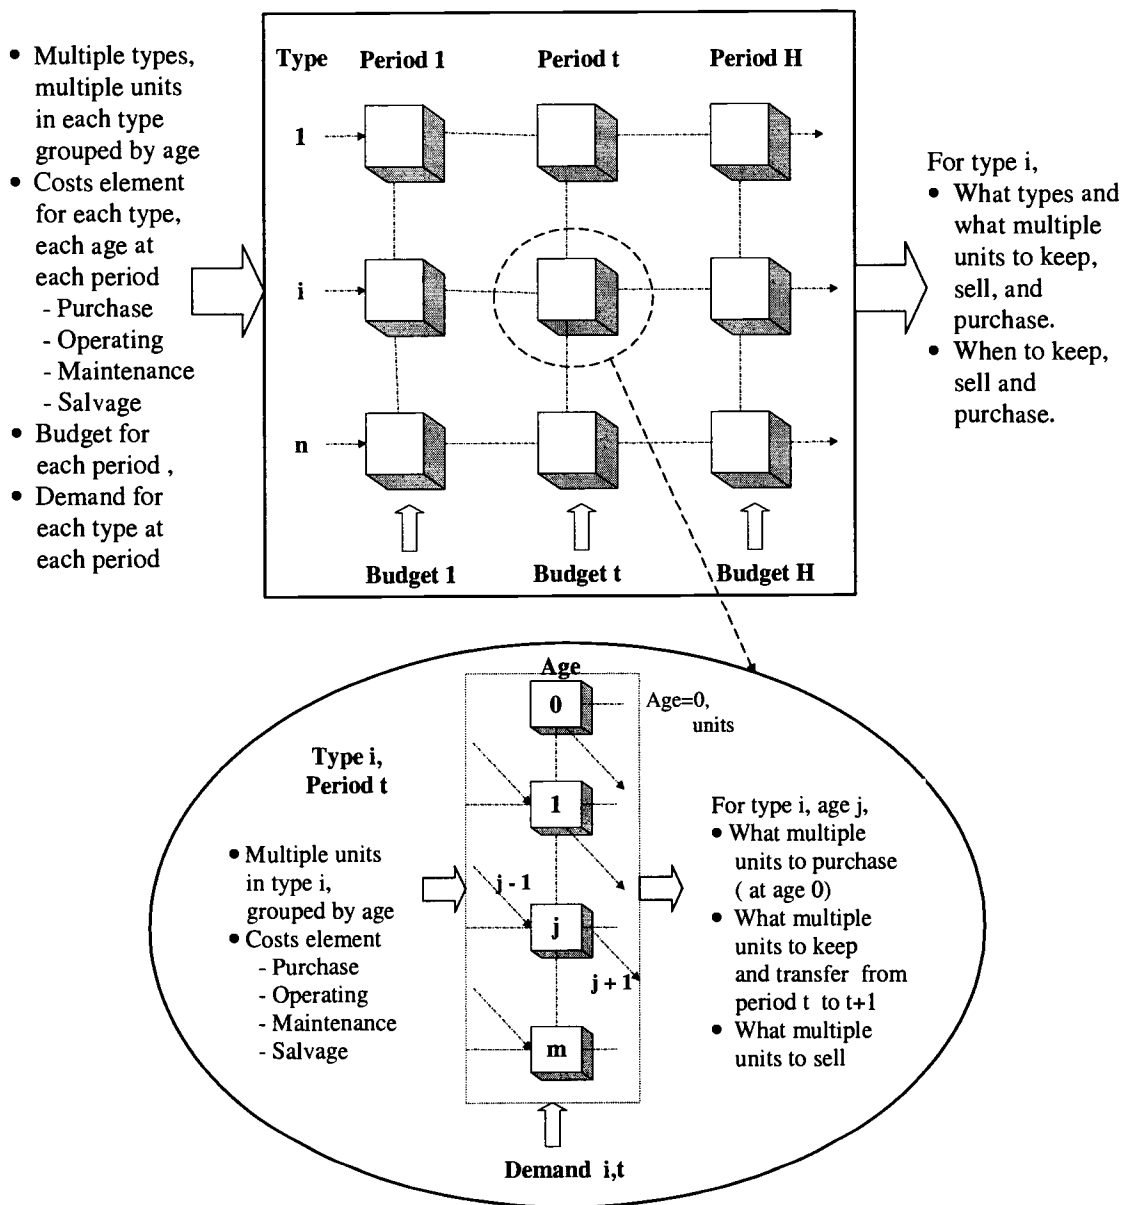 • Multiple types,
multiple units
in each type
grouped by age
• Costs element
for each type,
each age at
each period
- Purchase
- Operating
- Maintenance
- Salvage
• Budget for
each period ,
• Demand for
each type at
each period
Type Period 1 Period t Period H
1
i
n
Budget 1 Budget t Budget H
For type i,
• What types and
what multiple
units to keep,
sell, and
purchase.
• When to keep,
sell and
purchase.
Age
0
Age=0,
units
Type i,
Period t
1
• Multiple units
in type i,
grouped by age
• Costs element
- Purchase
- Operating
- Maintenance
- Salvage
j - 1
j
j + 1
m
For type i, age j,
• What multiple
units to purchase
( at age 0)
• What multiple
units to keep
and transfer from
period t to t+1
• What multiple
units to sell
Demand i,t